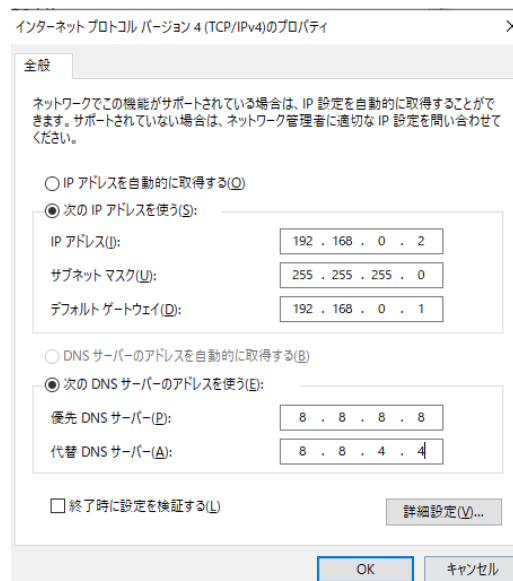 インターネット プロトコル バージョン 4 (TCP/IPv4)のプロパティ
全般
ネットワークでこの機能がサポートされている場合は、IP 設定を自動的に取得することがで
きます。サポートされていない場合は、ネットワーク管理者に適切な IP 設定を問い合わせて
ください。
IP アドレスを自動的に取得する(O)
次の IP アドレスを使う(S):
IP アドレス(I): 192 . 168 . 0 . 2
サブネット マスク(U): 255 . 255 . 255 . 0
デフォルト ゲートウェイ(D): 192 . 168 . 0 . 1
DNS サーバーのアドレスを自動的に取得する(B)
次の DNS サーバーのアドレスを使う(E):
優先 DNS サーバー(P): 8 . 8 . 8 . 8
代替 DNS サーバー(A): 8 . 8 . 4 . 4
終了時に設定を検証する(L)
詳細設定(V)...
OK キャンセル